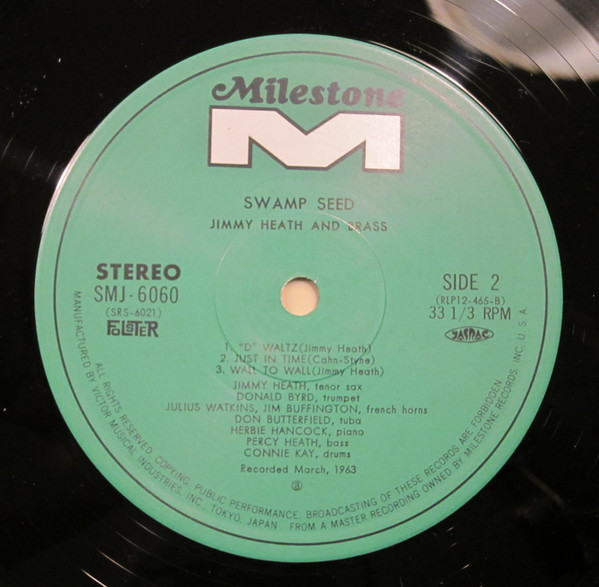 Milestone
M
SWAMP SEED
JIMMY HEATH AND BRASS
STEREO
SMJ-6060
(SRS-6021)
SIDE 2
(RLP12-465-B)
33 1/3 RPM
JASRAC
1. "D" WALTZ(Jimmy Heath)
2. JUST IN TIME(Cahn-Styne)
3. WALL TO WALL(Jimmy Heath)
JIMMY HEATH, tenor sax
DONALD BYRD, trumpet
JULIUS WATKINS, JIM BUFFINGTON, french horns
DON BUTTERFIELD, tuba
HERBIE HANCOCK, piano
PERCY HEATH, bass
CONNIE KAY, drums
Recorded March, 1963
MANUFACTURED BY VICTOR MUSICAL INDUSTRIES, INC., TOKYO, JAPAN FROM A MASTER RECORDING OWNED BY MILESTONE RECORDS, INC. U.S.A.
ALL RIGHTS RESERVED. COPYING, PUBLIC PERFORMANCE, BROADCASTING OF THESE RECORDS ARE FORBIDDEN.